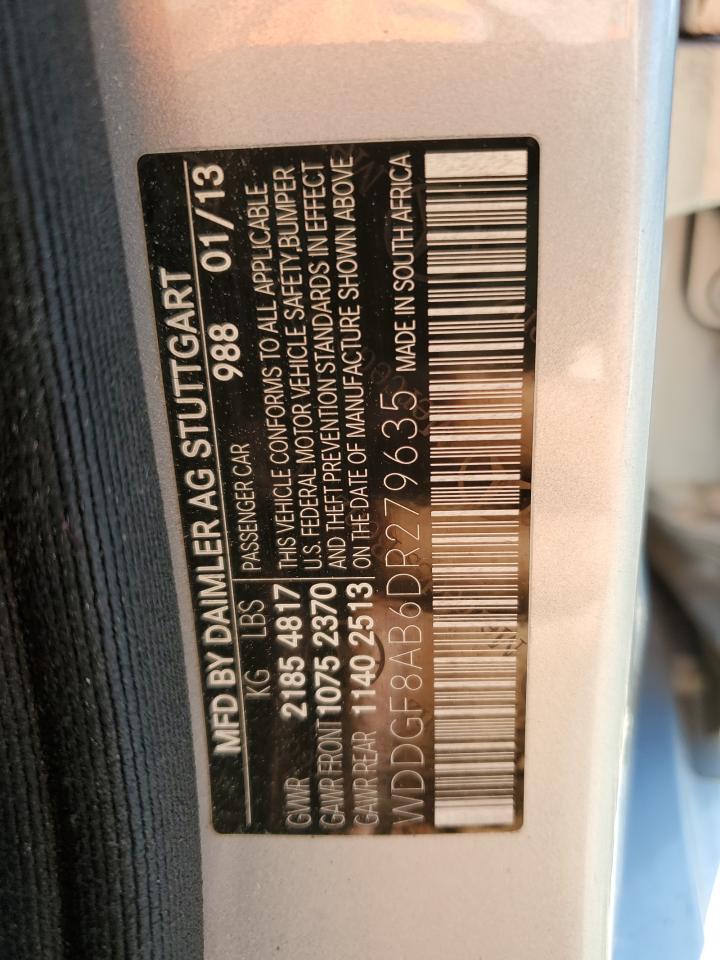 MFD BY DAIMLER AG STUTTGART
988 01/13
KG LBS PASSENGER CAR
GVWR 2185 4817 THIS VEHICLE CONFORMS TO ALL APPLICABLE
GAWR FRONT 1075 2370 U.S. FEDERAL MOTOR VEHICLE SAFETY,BUMPER
AND THEFT PREVENTION STANDARDS IN EFFECT
GAWR REAR 1140 2513 ON THE DATE OF MANUFACTURE SHOWN ABOVE
WDDGF8AB6DR279635 MADE IN SOUTH AFRICA